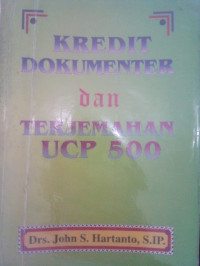 KREDIT
DOKUMENTER
dan
TERJEMAHAN
UCP 500
Drs. John S. Hartanto, S.IP.